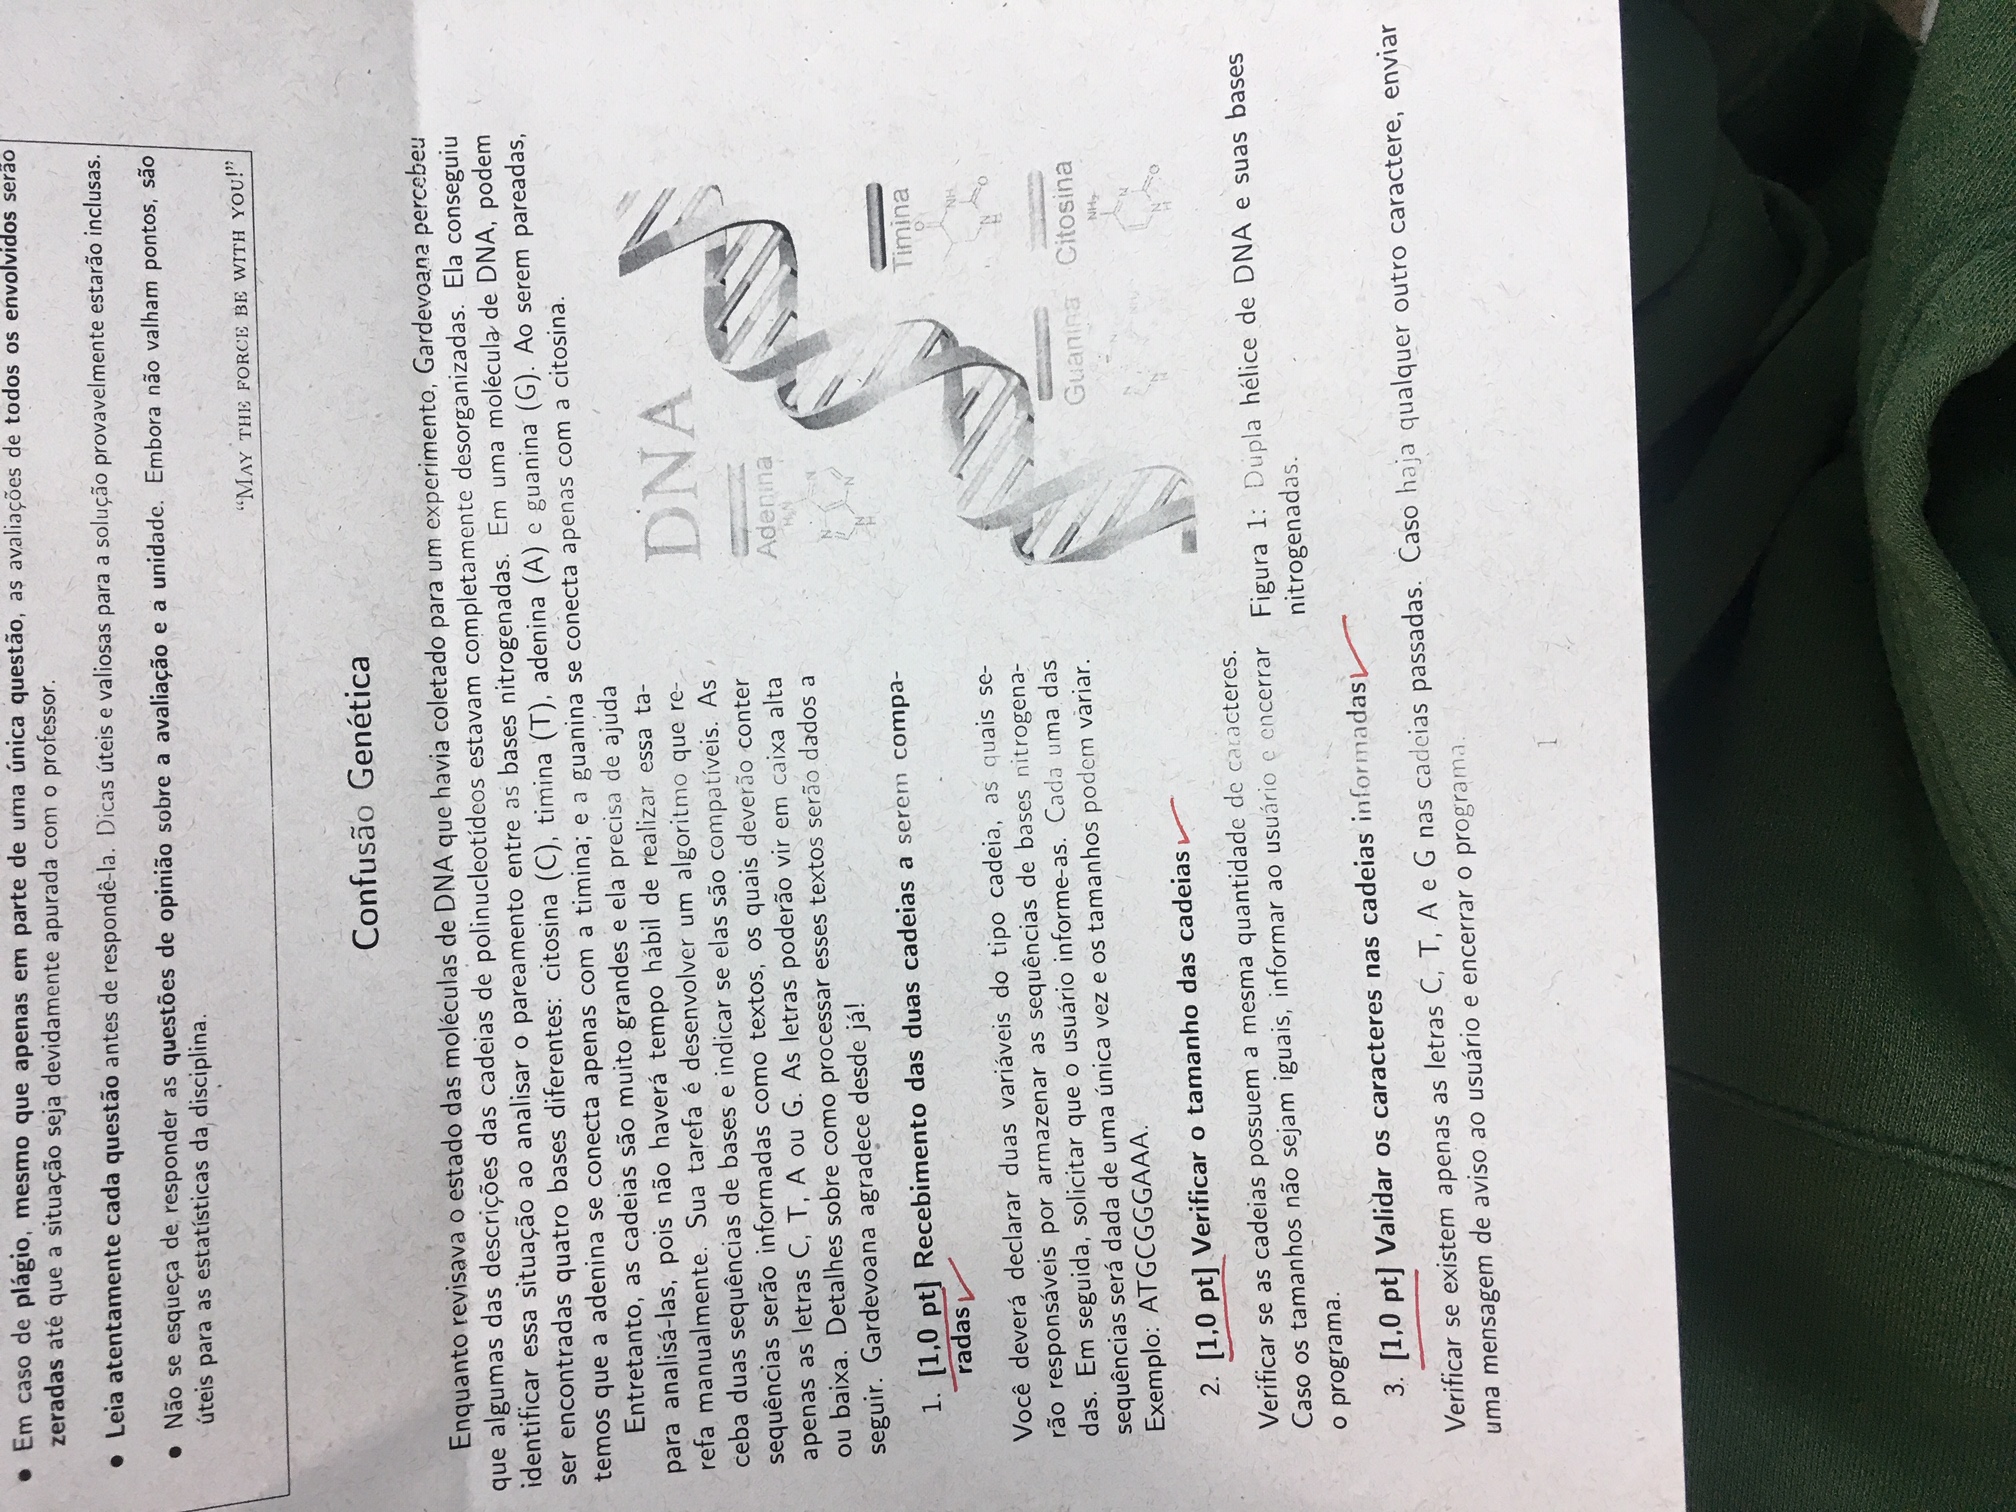 • Em caso de plágio, mesmo que apenas em parte de uma única questão, as avaliações de todos os envolvidos serão
zeradas até que a situação seja devidamente apurada com o professor.
• Leia atentamente cada questão antes de respondê-la. Dicas úteis e valiosas para a solução provavelmente estarão inclusas.
• Não se esqueça de responder as questões de opinião sobre a avaliação e a unidade. Embora não valham pontos, são
úteis para as estatísticas da disciplina.
“MAY THE FORCE BE WITH YOU!”
Confusão Genética
Enquanto revisava o estado das moléculas de DNA que havia coletado para um experimento, Gardevoana percebeu
que algumas das descrições das cadeias de polinucleotídeos estavam completamente desorganizadas. Ela conseguiu
identificar essa situação ao analisar o pareamento entre as bases nitrogenadas. Em uma molécula de DNA, podem
ser encontradas quatro bases diferentes: citosina (C), timina (T), adenina (A) e guanina (G). Ao serem pareadas,
temos que a adenina se conecta apenas com a timina; e a guanina se conecta apenas com a citosina.
Entretanto, as cadeias são muito grandes e ela precisa de ajuda
para analisá-las, pois não haverá tempo hábil de realizar essa ta-
refa manualmente. Sua tarefa é desenvolver um algoritmo que re-
ceba duas sequências de bases e indicar se elas são compatíveis. As
sequências serão informadas como textos, os quais deverão conter
apenas as letras C, T, A ou G. As letras poderão vir em caixa alta
ou baixa. Detalhes sobre como processar esses textos serão dados a
seguir. Gardevoana agradece desde já!
1. [1,0 pt] Recebimento das duas cadeias a serem compa-
radas
Você deverá declarar duas variáveis do tipo cadeia, as quais se-
rão responsáveis por armazenar as sequências de bases nitrogena-
das. Em seguida, solicitar que o usuário informe-as. Cada uma das
sequências será dada de uma única vez e os tamanhos podem variar.
Exemplo: ATGCGGGAAA.
2. [1,0 pt] Verificar o tamanho das cadeias
Verificar se as cadeias possuem a mesma quantidade de caracteres.
Caso os tamanhos não sejam iguais, informar ao usuário e encerrar
o programa.
DNA
Adenina
H₂N
N
N
N
N
H
Timina
O
NH
N
H
O
Guanina
Citosina
NH₂
N
N
H
O
Figura 1: Dupla hélice de DNA e suas bases
nitrogenadas.
3. [1,0 pt] Validar os caracteres nas cadeias informadas
Verificar se existem apenas as letras C, T, A e G nas cadeias passadas. Caso haja qualquer outro caractere, enviar
uma mensagem de aviso ao usuário e encerrar o programa.
1